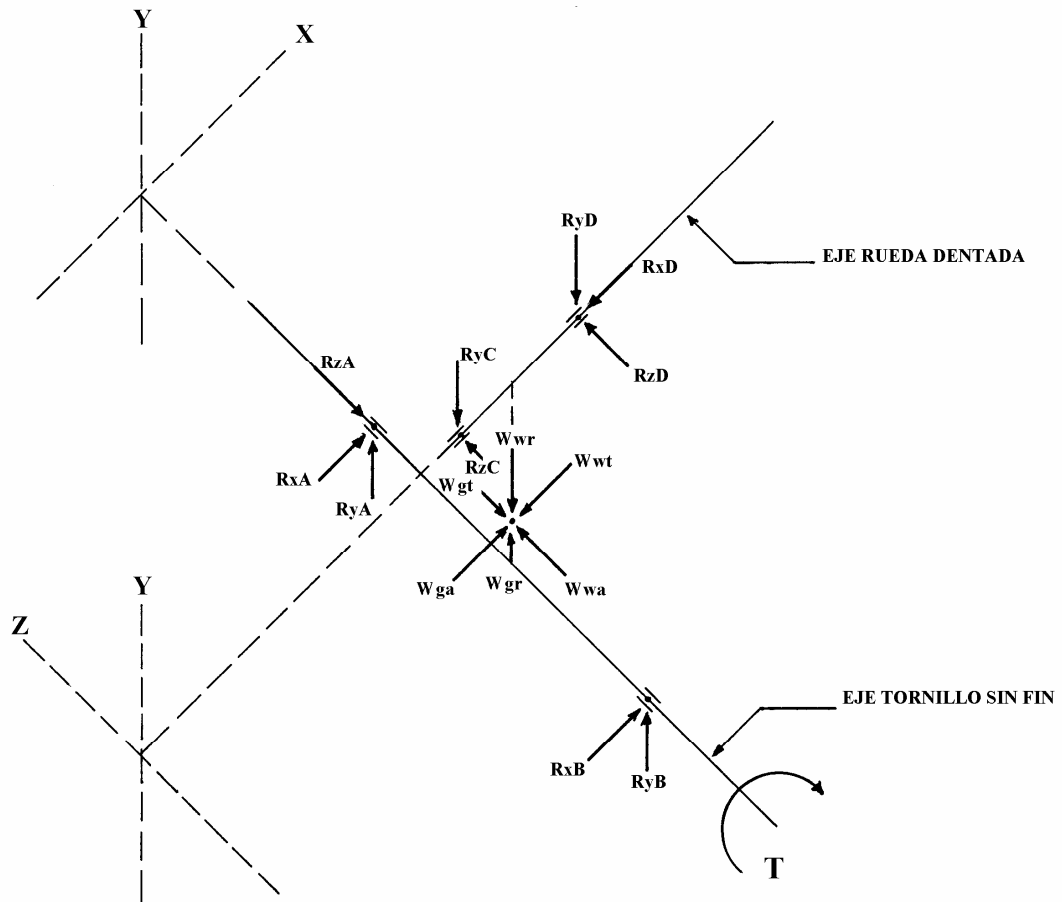 Y
X
RyD
EJE RUEDA DENTADA
RxD
RzA
RyC
RzD
Wwr
RxA
RzC
Wwt
Wgt
RyA
Y
Wga
Wgr
Wwa
Z
EJE TORNILLO SIN FIN
RxB
RyB
T